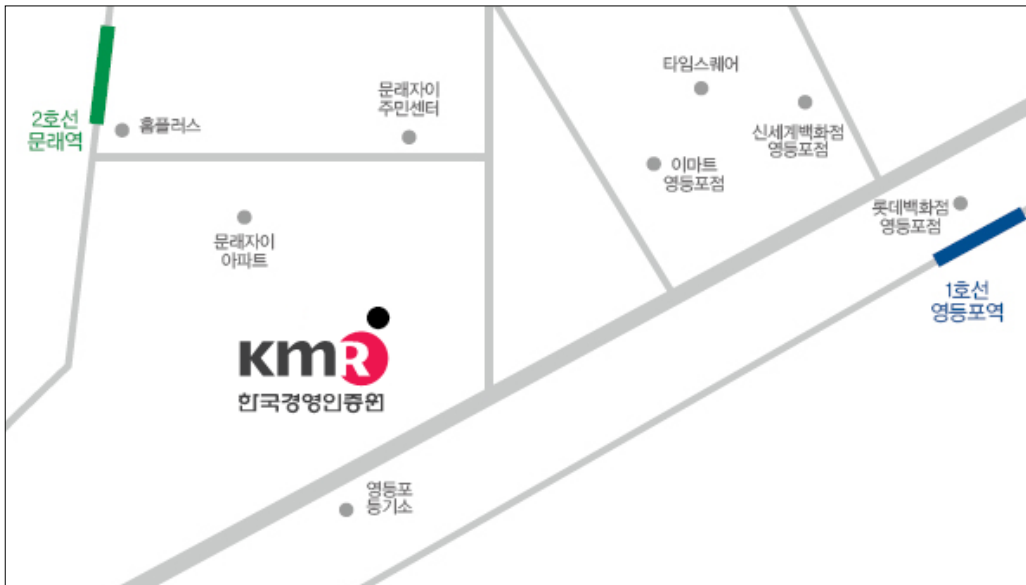 타임스퀘어
문래자이
주민센터
2호선
문래역
홈플러스
신세계백화점
영등포점
이마트
영등포점
롯데백화점
영등포점
문래자이
아파트
1호선
영등포역
KMR
한국경영인증원
영등포
등기소